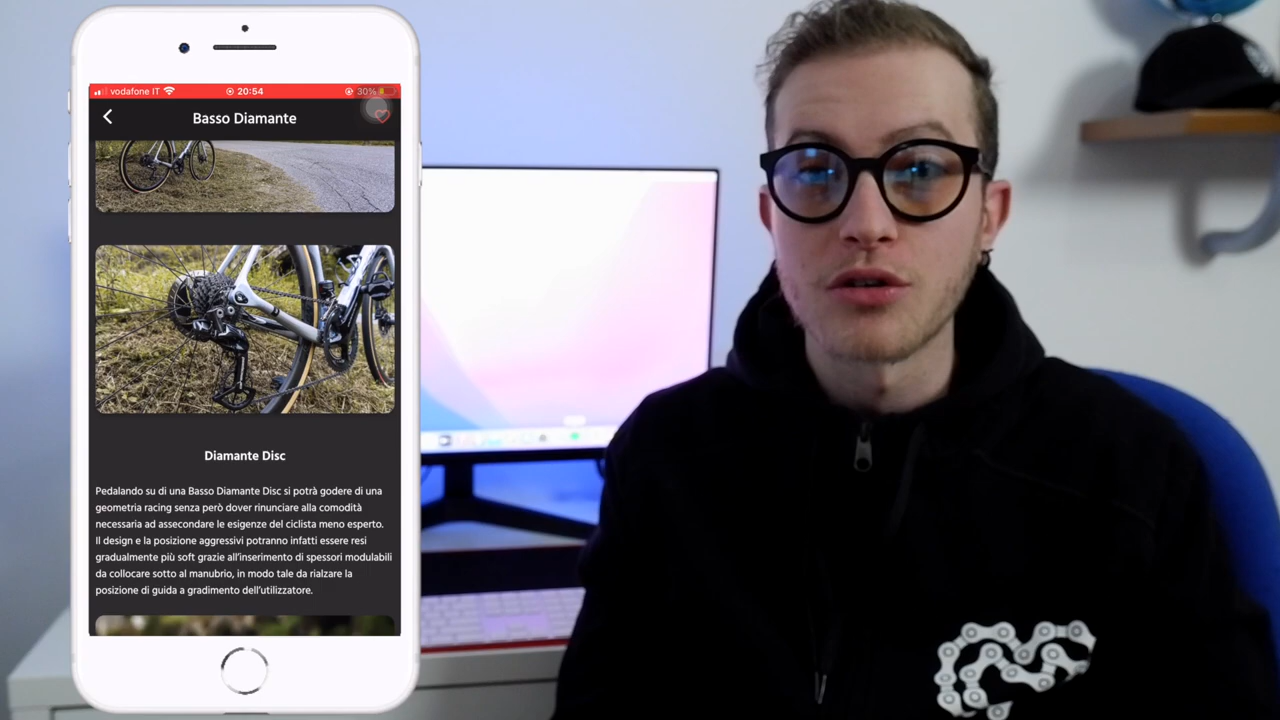 vodafone IT
20:54
30%
Basso Diamante
Diamante Disc
Pedalando su di una Basso Diamante Disc si potrà godere di una
geometria racing senza però dover rinunciare alla comodità
necessaria ad assecondare le esigenze del ciclista meno esperto.
Il design e la posizione aggressivi potranno infatti essere resi
gradualmente più soft grazie all'inserimento di spessori modulabili
da collocare sotto al manubrio, in modo tale da rialzare la
posizione di guida a gradimento dell'utilizzatore.